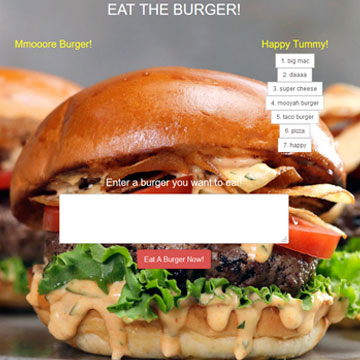 EAT THE BURGER!
Mmooore Burger!
Happy Tummy!
1. big mac
2. daaaa
3. super cheese
4. mooyah burger
5. taco burger
6. pizza
7. happy
Enter a burger you want to eat!
Eat A Burger Now!